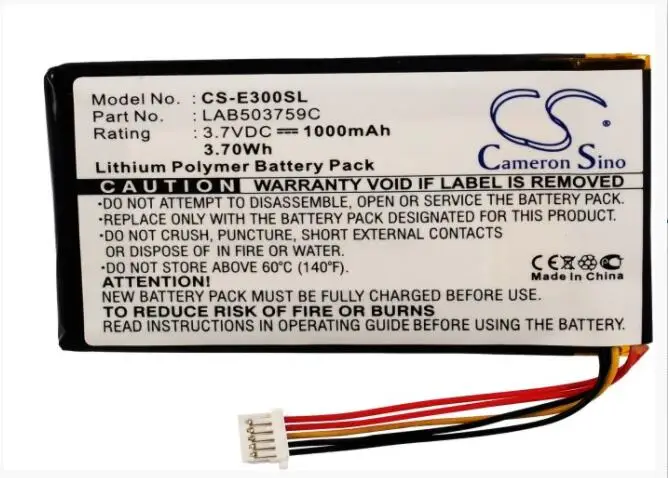 Model No. : CS-E300SL
Part No. : LAB503759C
Rating : 3.7VDC 1000mAh
3.70Wh
Lithium Polymer Battery Pack
CS
Cameron Sino
CAUTION WARRANTY VOID IF LABEL IS REMOVED
•DO NOT ATTEMPT TO DISASSEMBLE, OPEN OR SERVICE THE BATTERY PACK.
•REPLACE ONLY WITH THE BATTERY PACK DESIGNATED FOR THIS PRODUCT.
•DO NOT CRUSH, PUNCTURE, SHORT EXTERNAL CONTACTS
OR DISPOSE OF IN FIRE OR WATER.
•DO NOT STORE ABOVE 60°C (140°F).
CE
Made In China
ATTENTION!
NEW BATTERY PACK MUST BE FULLY CHARGED BEFORE USE
TO REDUCE RISK OF FIRE OR BURNS
READ INSTRUCTIONS IN OPERATING GUIDE BEFORE USING THIS BATTERY.